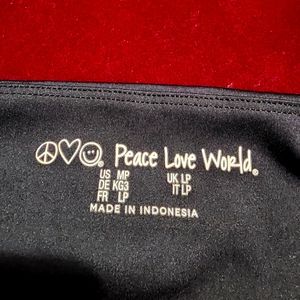 Peace Love World.
US MP UK LP
DE KG3 IT LP
FR LP
MADE IN INDONESIA